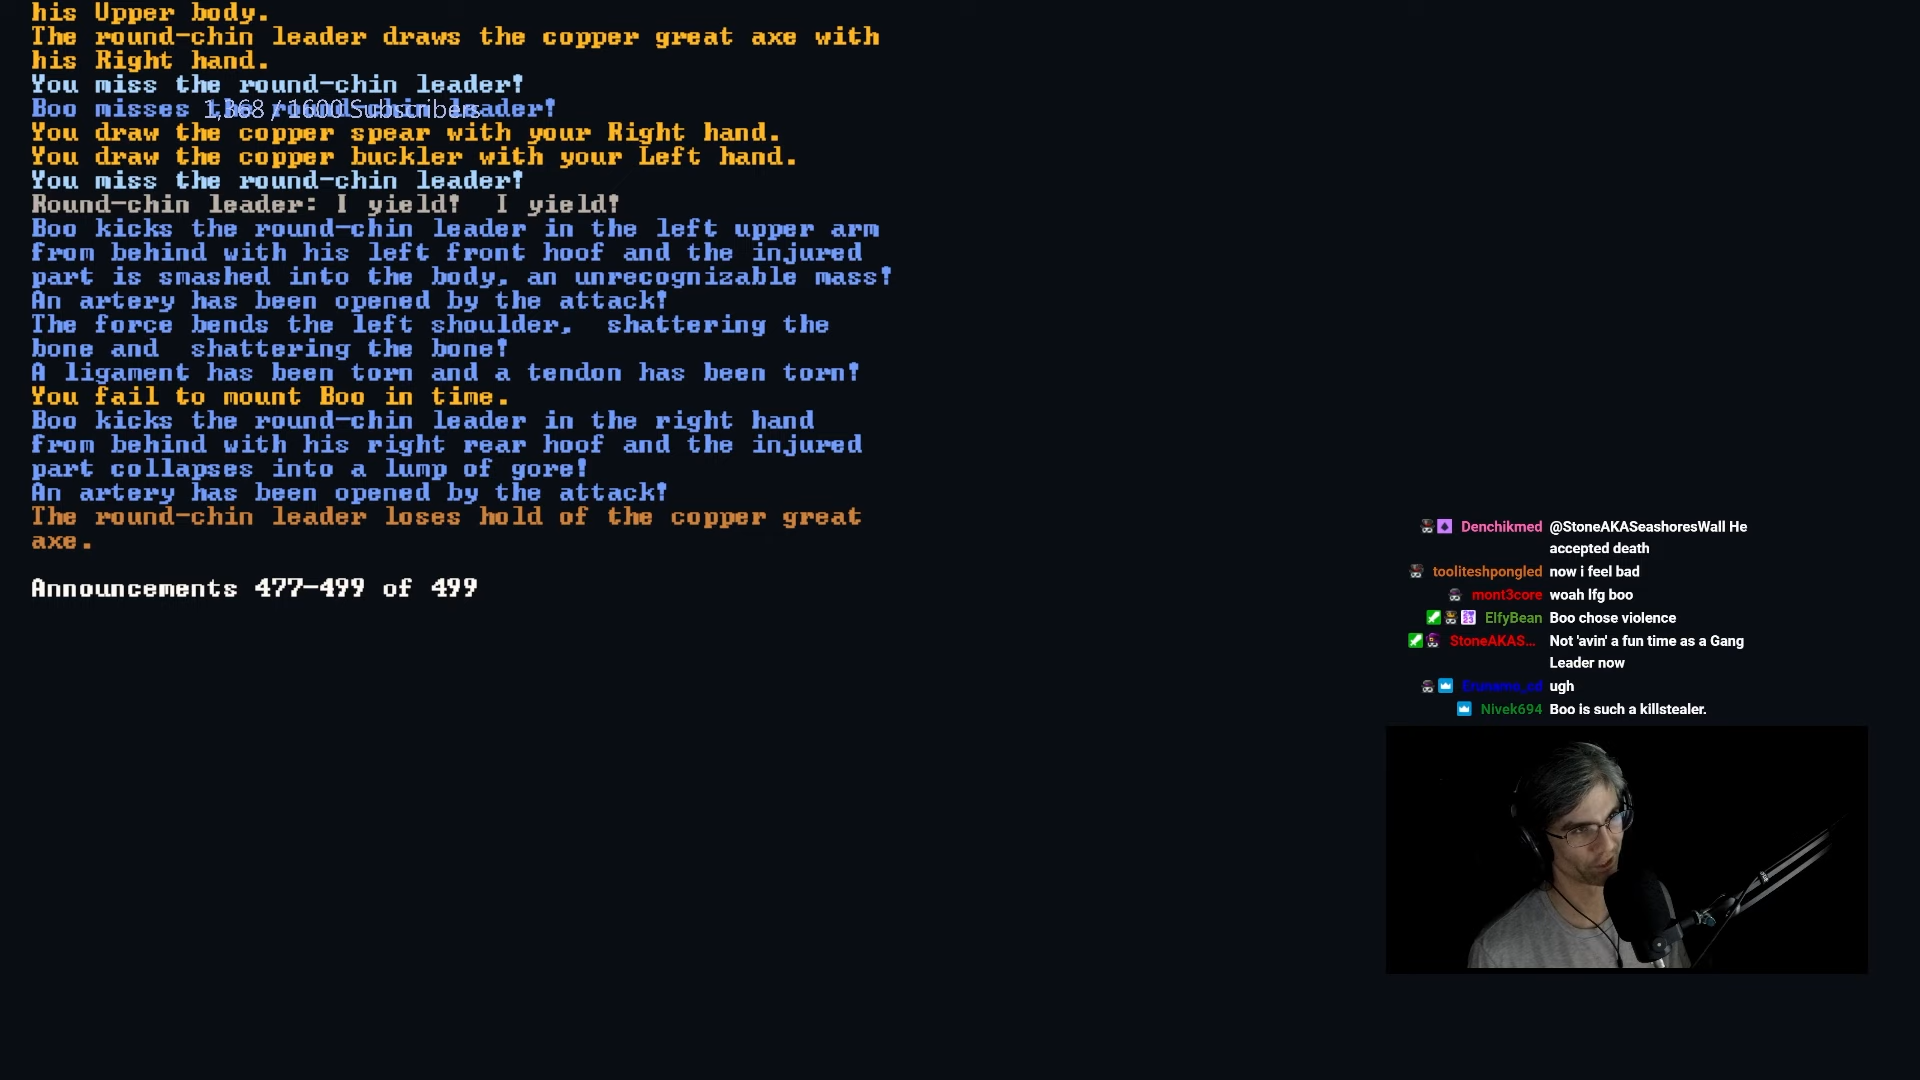 his Upper body.
The round-chin leader draws the copper great axe with
his Right hand.
You miss the round-chin leader!
Boo misses the round-chin leader!
1,368 / 1600 Subscribers
You draw the copper spear with your Right hand.
You draw the copper buckler with your Left hand.
You miss the round-chin leader!
Round-chin leader: I yield!  I yield!
Boo kicks the round-chin leader in the left upper arm
from behind with his left front hoof and the injured
part is smashed into the body, an unrecognizable mass!
An artery has been opened by the attack!
The force bends the left shoulder,  shattering the
bone and  shattering the bone!
A ligament has been torn and a tendon has been torn!
You fail to mount Boo in time.
Boo kicks the round-chin leader in the right hand
from behind with his right rear hoof and the injured
part collapses into a lump of gore!
An artery has been opened by the attack!
The round-chin leader loses hold of the copper great
axe.
Announcements 477-499 of 499
Denchikmed @StoneAKASeashoresWall He
accepted death
tooliteshpongled now i feel bad
mont3core woah lfg boo
ElfyBean Boo chose violence
StoneAKAS... Not 'avin' a fun time as a Gang
Leader now
ugh
Nivek694 Boo is such a killstealer.